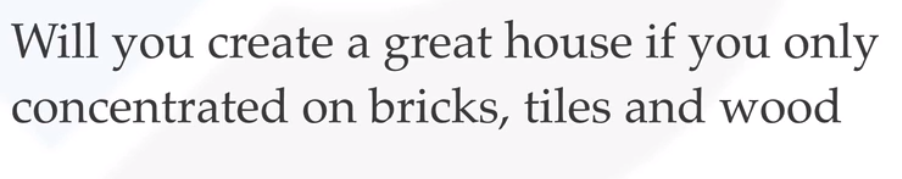 Will you create a great house if you only
concentrated on bricks, tiles and wood